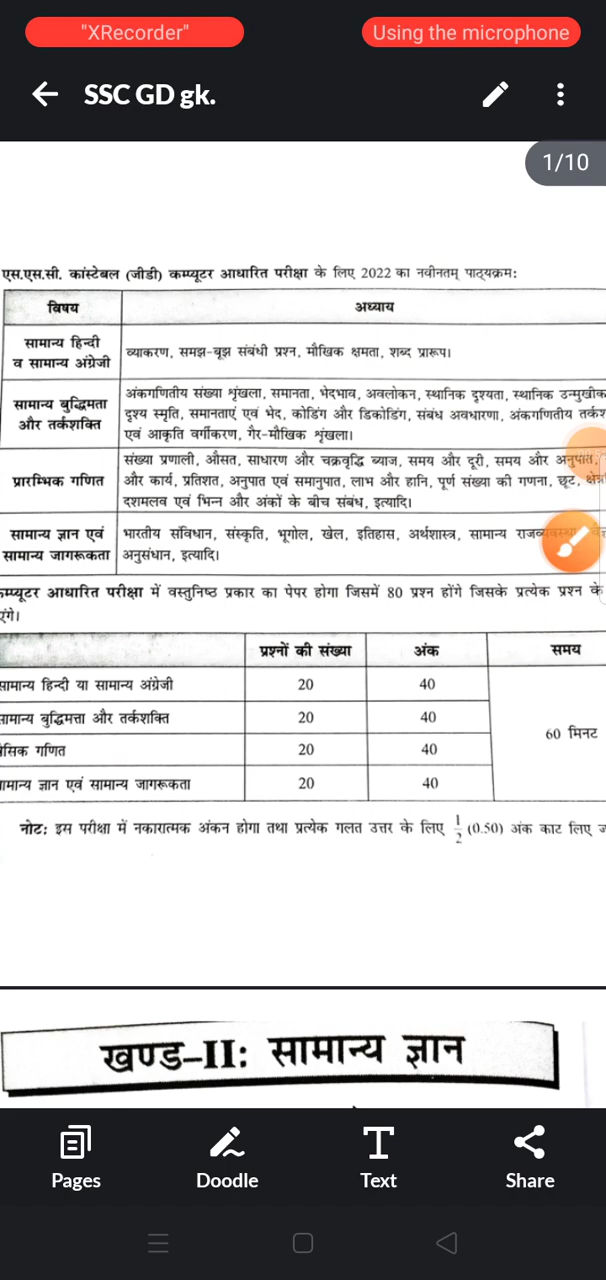 "XRecorder"
Using the microphone
SSC GD gk.
1/10
एस.एस.सी. कांस्टेबल (जीडी) कम्प्यूटर आधारित परीक्षा के लिए 2022 का नवीनतम् पाठ्यक्रम:
विषय
अध्याय
सामान्य हिन्दी
व सामान्य अंग्रेजी
व्याकरण, समझ-बूझ संबंधी प्रश्न, मौखिक क्षमता, शब्द प्रारूप।
सामान्य बुद्धिमता
और तर्कशक्ति
अंकगणितीय संख्या शृंखला, समानता, भेदभाव, अवलोकन, स्थानिक दृश्यता, स्थानिक उन्मुखीक
दृश्य स्मृति, समानताएं एवं भेद, कोडिंग और डिकोडिंग, संबंध अवधारणा, अंकगणितीय तर्कश
एवं आकृति वर्गीकरण, गैर-मौखिक शृंखला।
प्रारम्भिक गणित
संख्या प्रणाली, औसत, साधारण और चक्रवृद्धि ब्याज, समय और दूरी, समय और अनुपात,
और कार्य, प्रतिशत, अनुपात एवं समानुपात, लाभ और हानि, पूर्ण संख्या की गणना, छूट, क्षेत्र
दशमलव एवं भिन्न और अंकों के बीच संबंध, इत्यादि।
सामान्य ज्ञान एवं
सामान्य जागरूकता
भारतीय संविधान, संस्कृति, भूगोल, खेल, इतिहास, अर्थशास्त्र, सामान्य राजव्यवस्था
अनुसंधान, इत्यादि।
म्प्यूटर आधारित परीक्षा में वस्तुनिष्ठ प्रकार का पेपर होगा जिसमें 80 प्रश्न होंगे जिसके प्रत्येक प्रश्न के
एंगे।
प्रश्नों की संख्या
अंक
समय
सामान्य हिन्दी या सामान्य अंग्रेजी
20
40
सामान्य बुद्धिमत्ता और तर्कशक्ति
20
40
60 मिनट
बेसिक गणित
20
40
ामान्य ज्ञान एवं सामान्य जागरूकता
20
40
नोट: इस परीक्षा में नकारात्मक अंकन होगा तथा प्रत्येक गलत उत्तर के लिए 1/2 (0.50) अंक काट लिए ज
खण्ड-II: सामान्य ज्ञान
Pages
Doodle
Text
Share